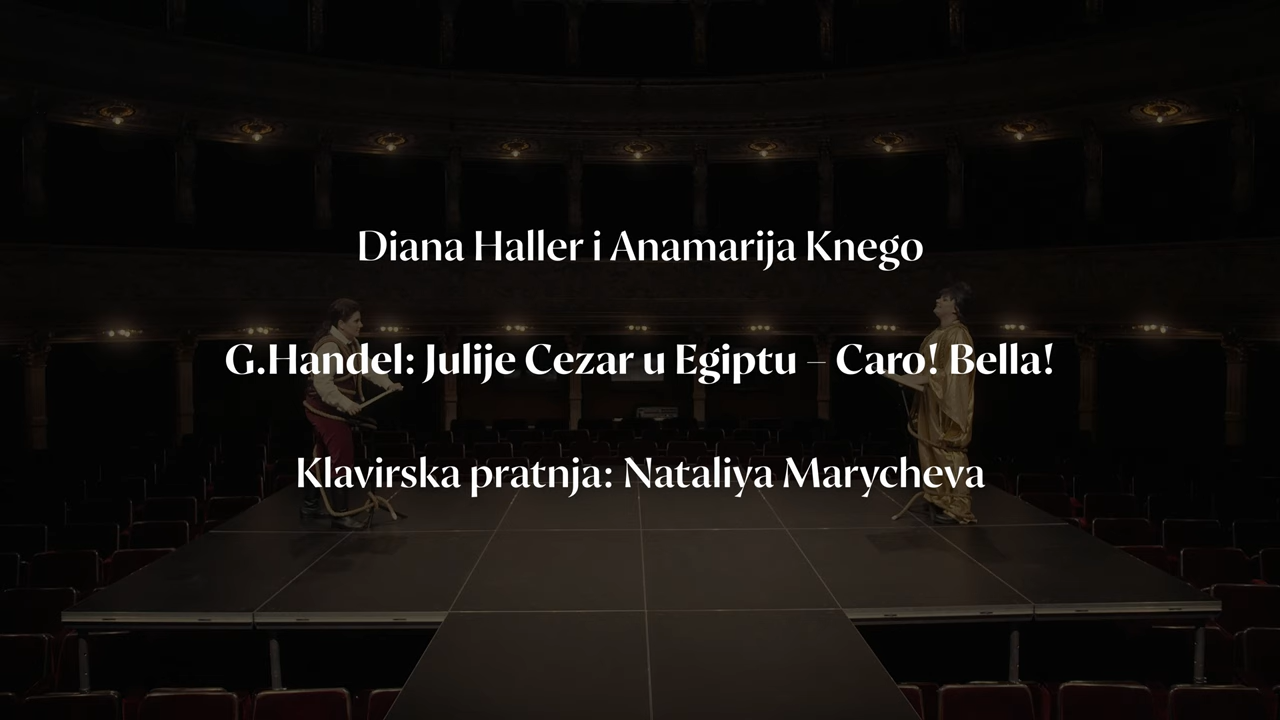 Diana Haller i Anamarija Knego
G.Handel: Julije Cezar u Egiptu – Caro! Bella!
Klavirska pratnja: Nataliya Marycheva